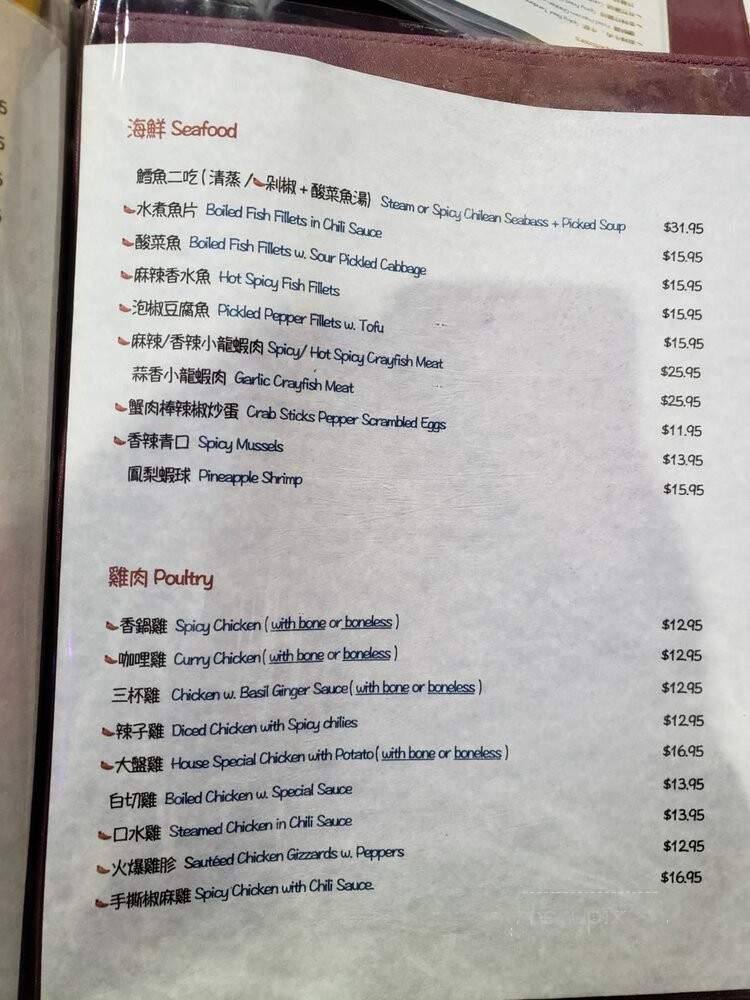 海鮮 Seafood
鱈魚二吃 ( 清蒸 / 剁椒 + 酸菜魚湯) Steam or Spicy Chilean Seabass + Picked Soup $31.95
水煮魚片 Boiled Fish Fillets in Chili Sauce $15.95
酸菜魚 Boiled Fish Fillets w. Sour Pickled Cabbage $15.95
麻辣香水魚 Hot Spicy Fish Fillets $15.95
泡椒豆腐魚 Pickled Pepper Fillets w. Tofu $15.95
麻辣/香辣小龍蝦肉 Spicy/ Hot Spicy Crayfish Meat $25.95
蒜香小龍蝦肉 Garlic Crayfish Meat $25.95
蟹肉棒辣椒炒蛋 Crab Sticks Pepper Scrambled Eggs $11.95
香辣青口 Spicy Mussels $13.95
鳳梨蝦球 Pineapple Shrimp $15.95
雞肉 Poultry
香鍋雞 Spicy Chicken ( with bone or boneless ) $12.95
咖哩雞 Curry Chicken( with bone or boneless ) $12.95
三杯雞 Chicken w. Basil Ginger Sauce( with bone or boneless ) $12.95
辣子雞 Diced Chicken with Spicy chilies $12.95
大盤雞 House Special Chicken with Potato( with bone or boneless ) $16.95
白切雞 Boiled Chicken w. Special Sauce $13.95
口水雞 Steamed Chicken in Chili Sauce $13.95
火爆雞胗 Sautéed Chicken Gizzards w. Peppers $12.95
手撕椒麻雞 Spicy Chicken with Chili Sauce. $16.95